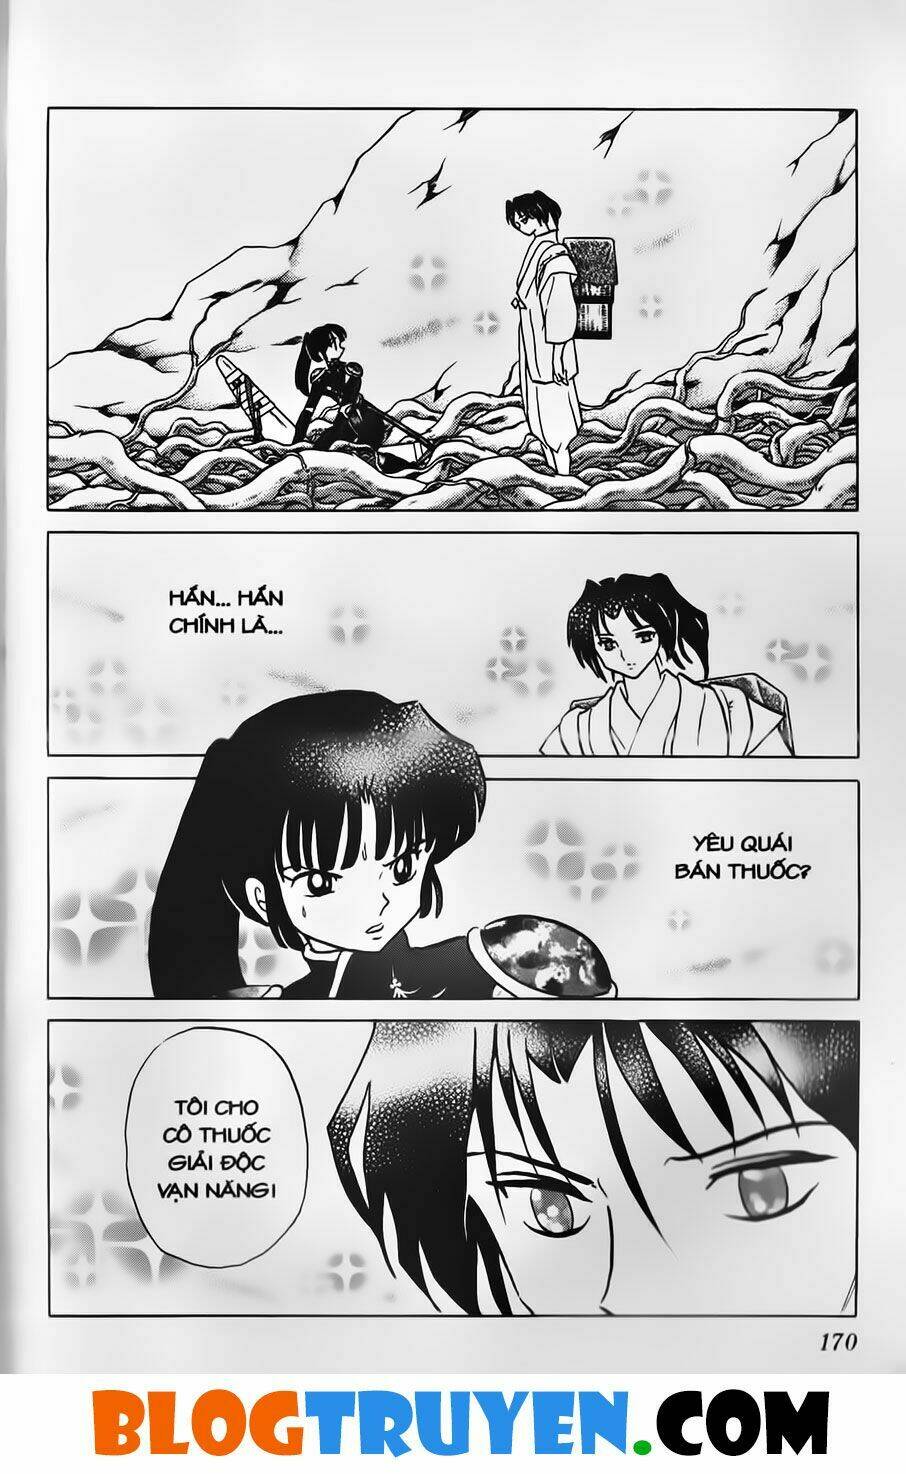 HẮN... HẮN
CHÍNH LÀ...
YÊU QUÁI
BÁN THUỐC?
TÔI CHO
CÔ THUỐC
GIẢI ĐỘC
VẠN NĂNG!
170
BLOGTRUYEN.COM